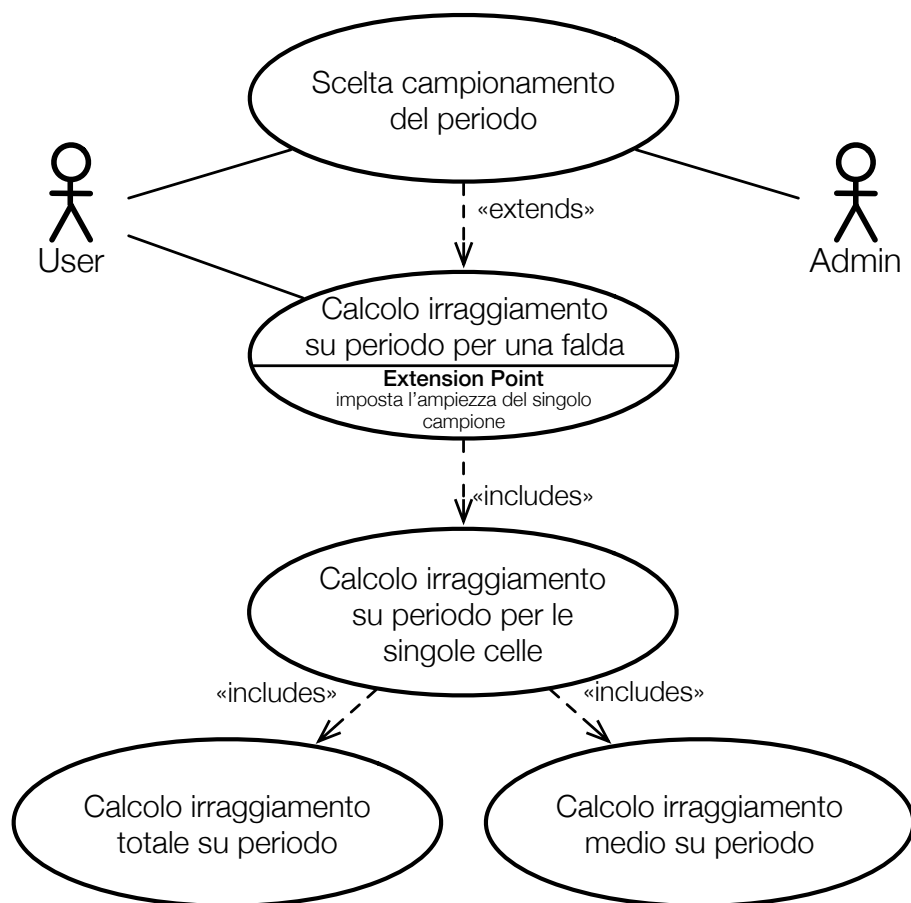 Scelta campionamento
del periodo
User
Admin
«extends»
Calcolo irraggiamento
su periodo per una falda
Extension Point
imposta l'ampiezza del singolo
campione
«includes»
Calcolo irraggiamento
su periodo per le
singole celle
«includes»
«includes»
Calcolo irraggiamento
totale su periodo
Calcolo irraggiamento
medio su periodo